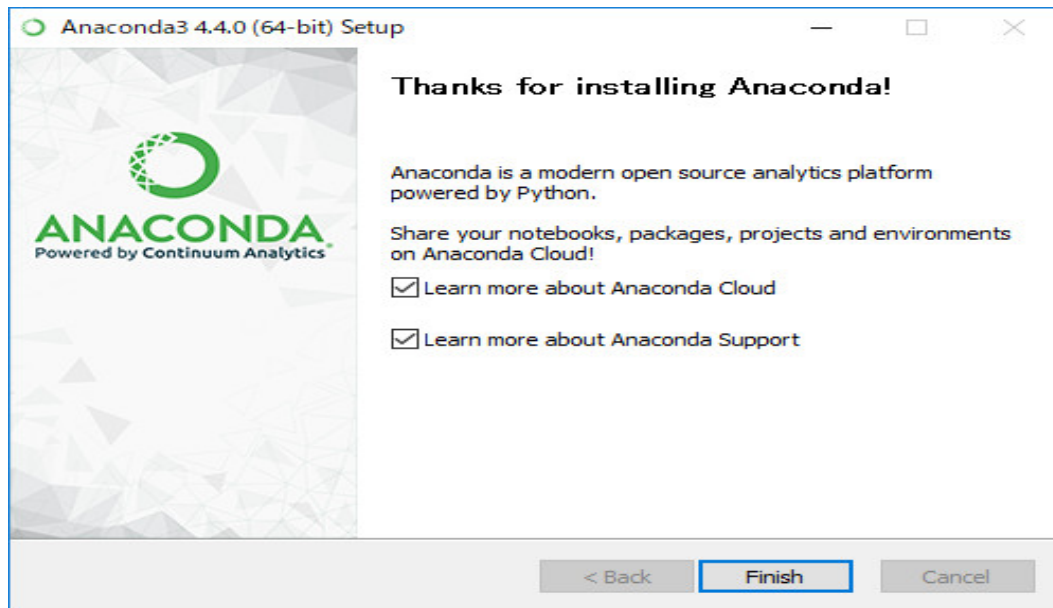 Anaconda3 4.4.0 (64-bit) Setup
ANACONDA
Powered by Continuum Analytics®
Thanks for installing Anaconda!
Anaconda is a modern open source analytics platform
powered by Python.
Share your notebooks, packages, projects and environments
on Anaconda Cloud!
Learn more about Anaconda Cloud
Learn more about Anaconda Support
< Back
Finish
Cancel